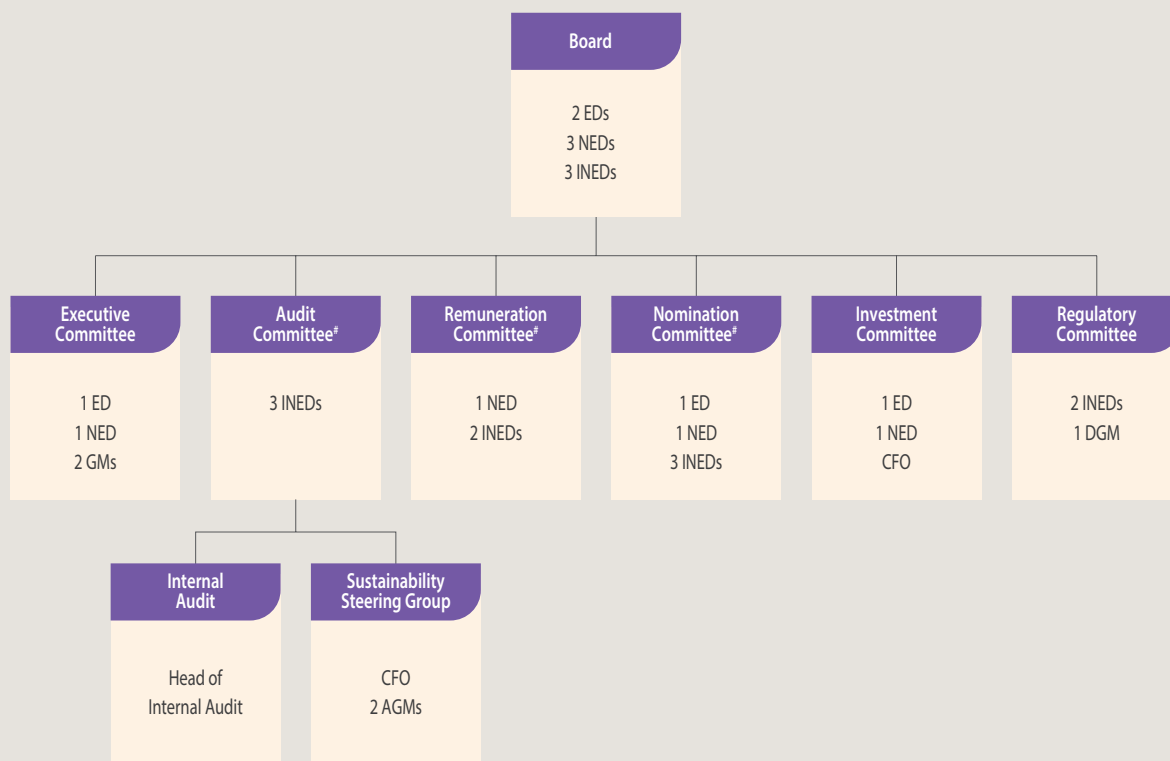 Board
2 EDs
3 NEDs
3 INEDs
Executive
Committee
1 ED
1 NED
2 GMs
Audit
Committee#
3 INEDs
Remuneration
Committee#
1 NED
2 INEDs
Nomination
Committee#
1 ED
1 NED
3 INEDs
Investment
Committee
1 ED
1 NED
CFO
Regulatory
Committee
2 INEDs
1 DGM
Internal
Audit
Head of
Internal Audit
Sustainability
Steering Group
CFO
2 AGMs